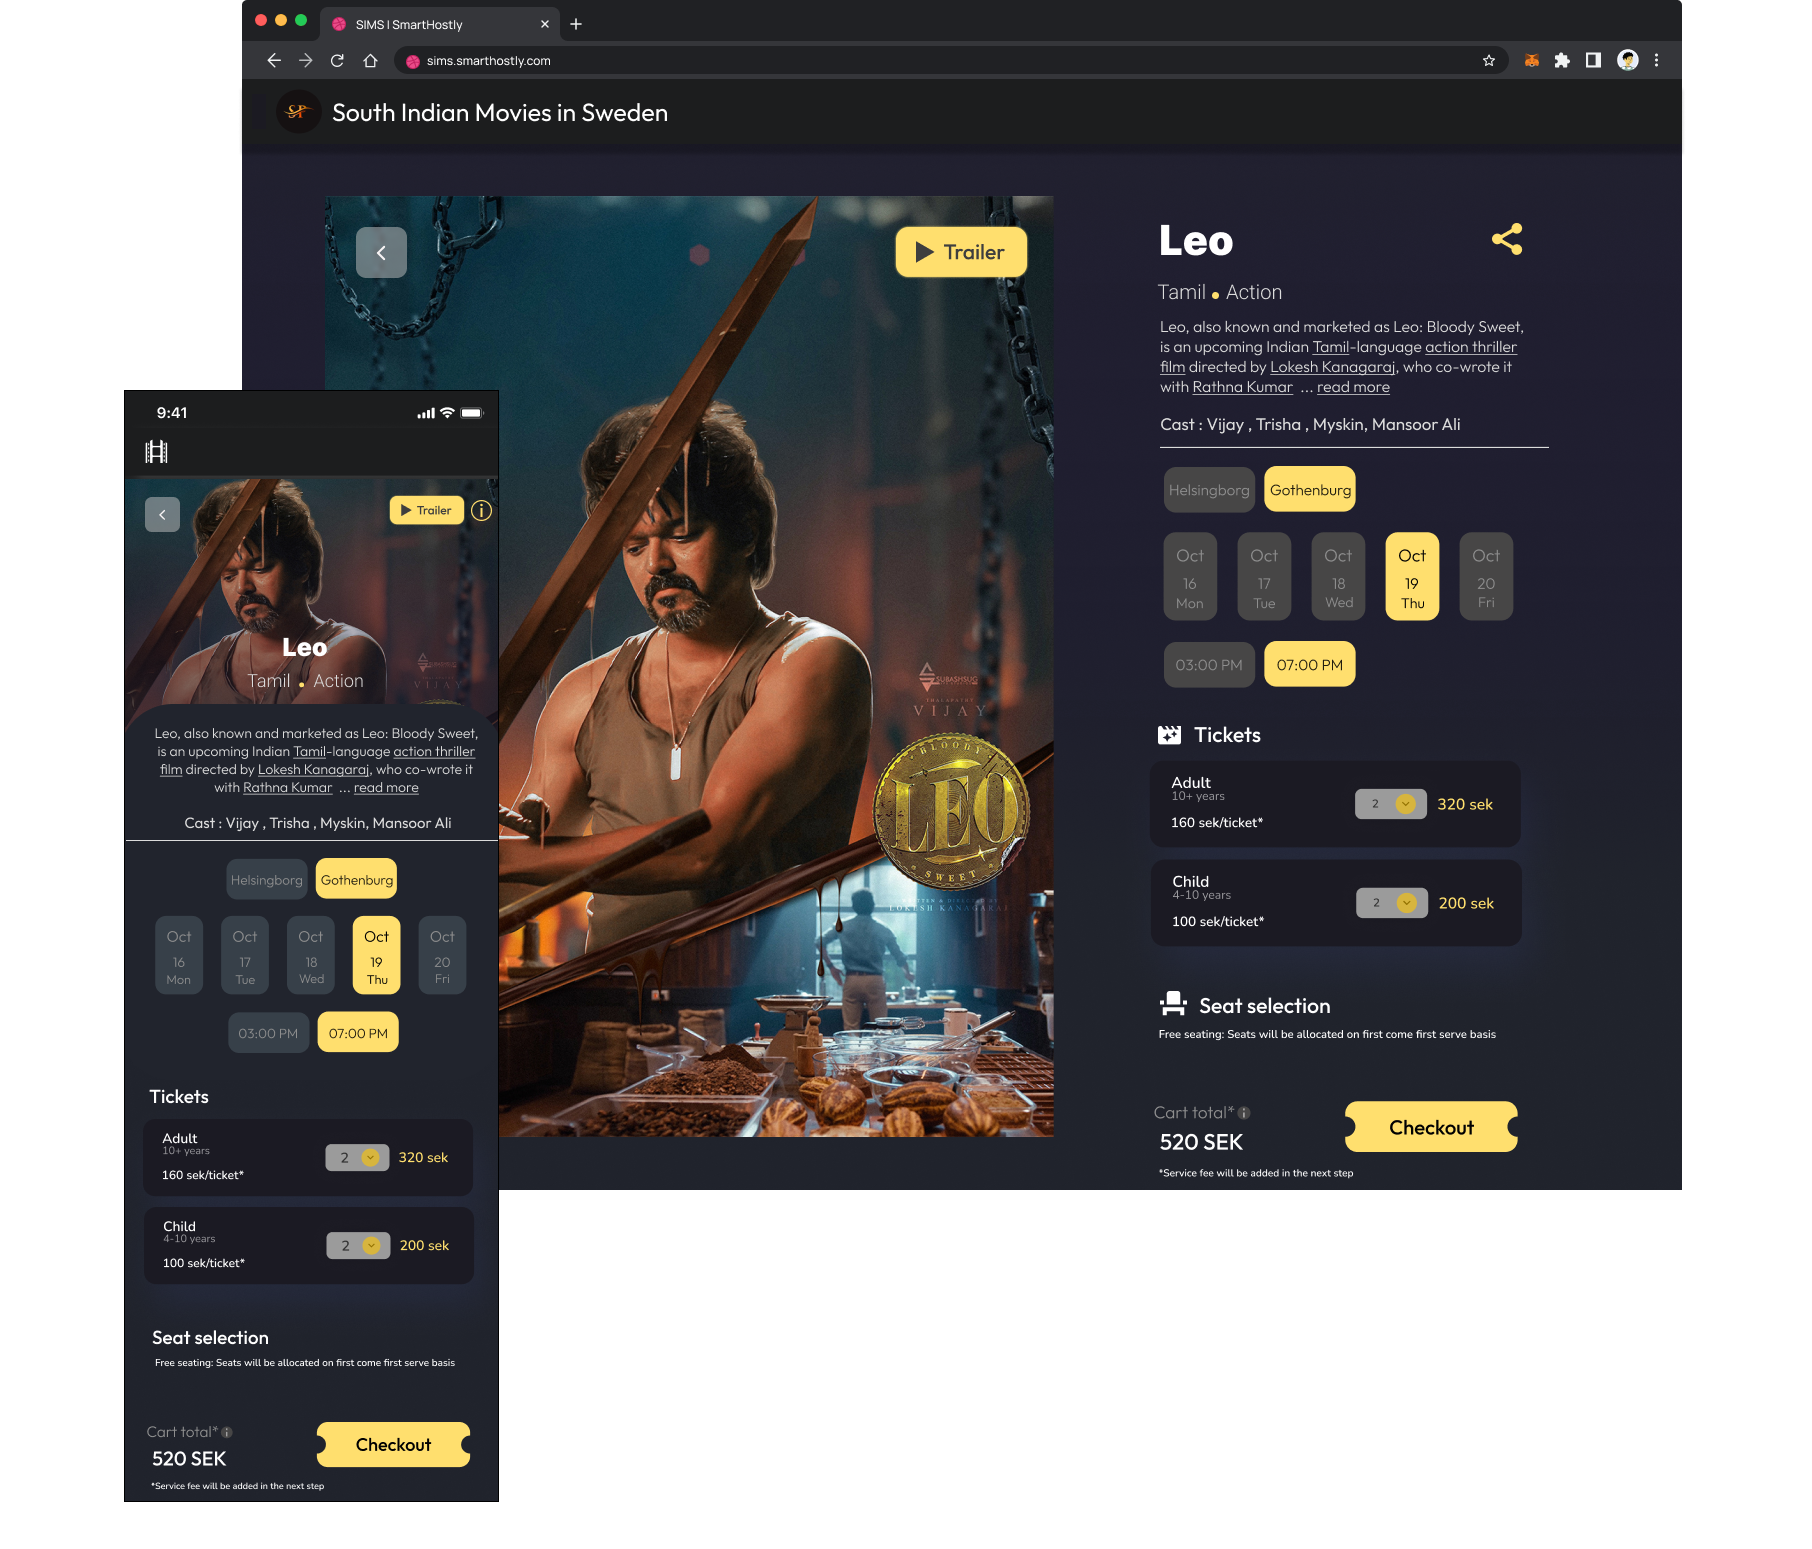 SIMS | SmartHostly
sims.smarthostly.com
SP
South Indian Movies in Sweden
Trailer
SUBASHSUG
THALAPATHY
VIJAY
BLOODY
LEO
SWEET
WRITTEN & DIRECTED BY
LOKESH KANAGARAJ
Leo
Tamil • Action
Leo, also known and marketed as Leo: Bloody Sweet,
is an upcoming Indian Tamil-language action thriller
film directed by Lokesh Kanagaraj, who co-wrote it
with Rathna Kumar ... read more
Cast : Vijay , Trisha , Myskin, Mansoor Ali
Helsingborg Gothenburg
Oct Oct Oct Oct Oct
16 17 18 19 20
Mon Tue Wed Thu Fri
03:00 PM 07:00 PM
Tickets
Adult
10+ years
2 320 sek
160 sek/ticket*
Child
4-10 years
2 200 sek
100 sek/ticket*
Seat selection
Free seating: Seats will be allocated on first come first serve basis
Cart total* i
520 SEK
Checkout
*Service fee will be added in the next step
9:41
Trailer i
Leo
Tamil • Action
VIJAY
Leo, also known and marketed as Leo: Bloody Sweet,
is an upcoming Indian Tamil-language action thriller
film directed by Lokesh Kanagaraj, who co-wrote it
with Rathna Kumar ... read more
Cast : Vijay , Trisha , Myskin, Mansoor Ali
Helsingborg Gothenburg
Oct Oct Oct Oct Oct
16 17 18 19 20
Mon Tue Wed Thu Fri
03:00 PM 07:00 PM
Tickets
Adult
10+ years
2 320 sek
160 sek/ticket*
Child
4-10 years
2 200 sek
100 sek/ticket*
Seat selection
Free seating: Seats will be allocated on first come first serve basis
Cart total* i
520 SEK
Checkout
*Service fee will be added in the next step